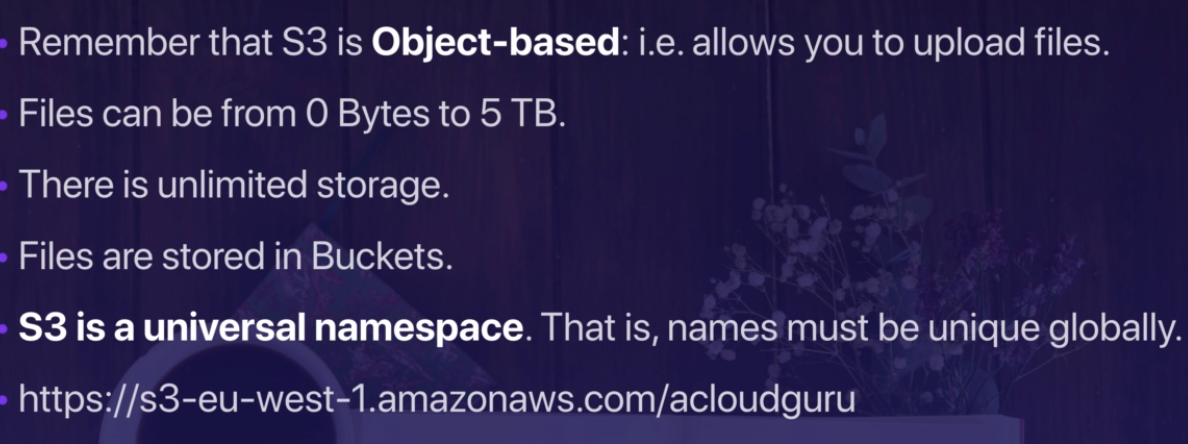 Remember that S3 is Object-based: i.e. allows you to upload files.
Files can be from 0 Bytes to 5 TB.
There is unlimited storage.
Files are stored in Buckets.
S3 is a universal namespace. That is, names must be unique globally.
https://s3-eu-west-1.amazonaws.com/acloudguru